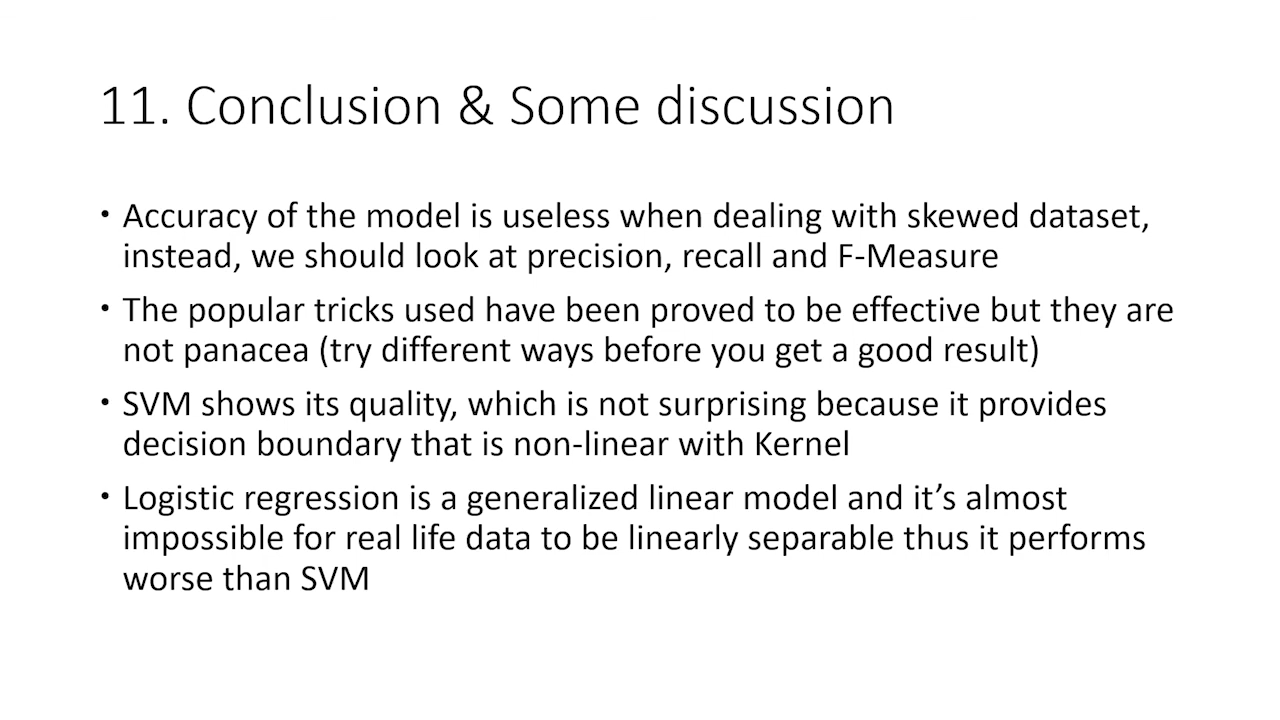 11. Conclusion & Some discussion
• Accuracy of the model is useless when dealing with skewed dataset,
instead, we should look at precision, recall and F-Measure
• The popular tricks used have been proved to be effective but they are
not panacea (try different ways before you get a good result)
• SVM shows its quality, which is not surprising because it provides
decision boundary that is non-linear with Kernel
• Logistic regression is a generalized linear model and it’s almost
impossible for real life data to be linearly separable thus it performs
worse than SVM